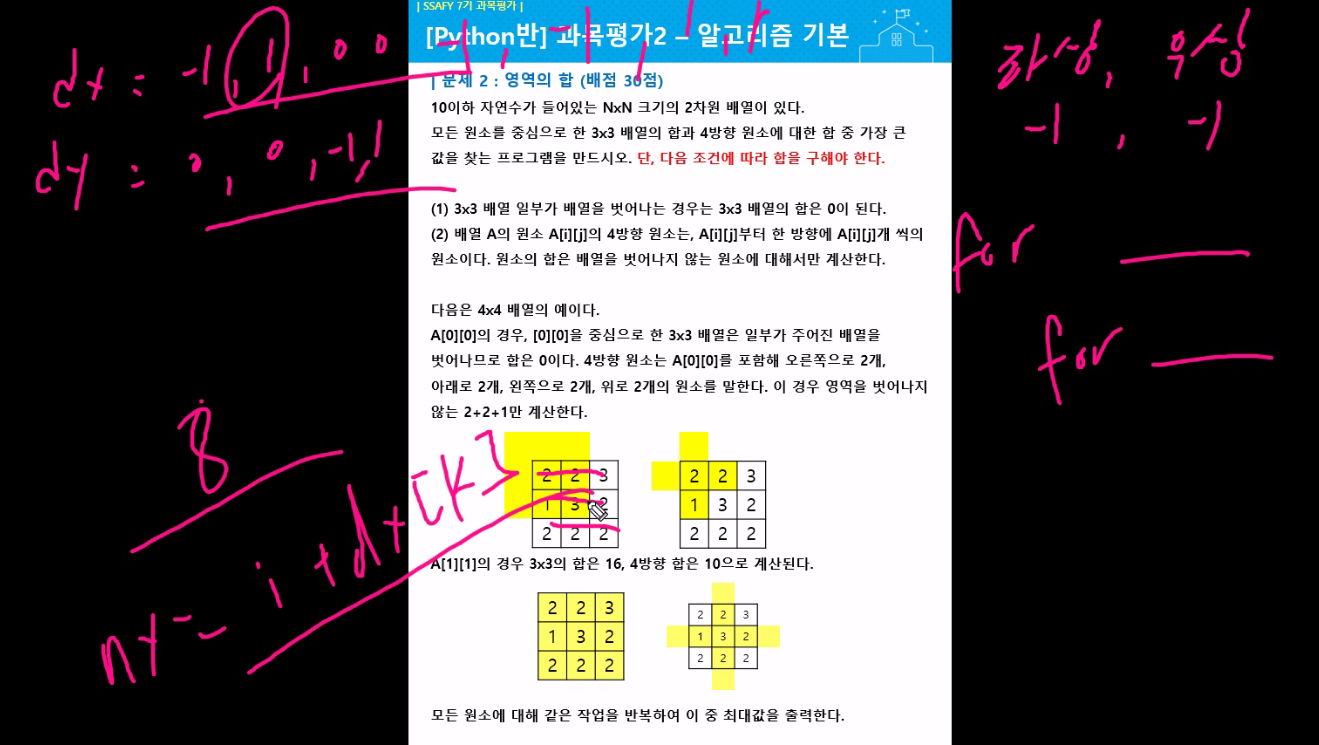 | SSAFY 7기 과목평가 |
[Python반] 과목평가2 – 알고리즘 기본
| 문제 2 : 영역의 합 (배점 30점)
10이하 자연수가 들어있는 NxN 크기의 2차원 배열이 있다.
모든 원소를 중심으로 한 3x3 배열의 합과 4방향 원소에 대한 합 중 가장 큰
값을 찾는 프로그램을 만드시오. 단, 다음 조건에 따라 합을 구해야 한다.
(1) 3x3 배열 일부가 배열을 벗어나는 경우는 3x3 배열의 합은 0이 된다.
(2) 배열 A의 원소 A[i][j]의 4방향 원소는, A[i][j]부터 한 방향에 A[i][j]개 씩의
원소이다. 원소의 합은 배열을 벗어나지 않는 원소에 대해서만 계산한다.
다음은 4x4 배열의 예이다.
A[0][0]의 경우, [0][0]을 중심으로 한 3x3 배열은 일부가 주어진 배열을
벗어나므로 합은 0이다. 4방향 원소는 A[0][0]를 포함해 오른쪽으로 2개,
아래로 2개, 왼쪽으로 2개, 위로 2개의 원소를 말한다. 이 경우 영역을 벗어나지
않는 2+2+1만 계산한다.
2 2 3
1 3 2
2 2 2
2 2 3
1 3 2
2 2 2
A[1][1]의 경우 3x3의 합은 16, 4방향 합은 10으로 계산된다.
2 2 3
1 3 2
2 2 2
2 2 3
1 3 2
2 2 2
모든 원소에 대해 같은 작업을 반복하여 이 중 최대값을 출력한다.
dx = -1, 1, 0 0
dy = 0, 0, -1, 1
8
nx = i + dx[k]
좌상, 우상
-1, -1
for
for